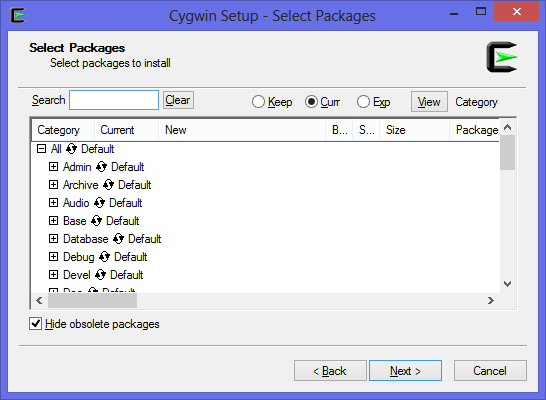 Cygwin Setup - Select Packages
Select Packages
Select packages to install
Search Clear Keep Curr Exp View Category
Category Current New B... S... Size Package
All Default
Admin Default
Archive Default
Audio Default
Base Default
Database Default
Debug Default
Devel Default
Default
Hide obsolete packages
< Back Next > Cancel